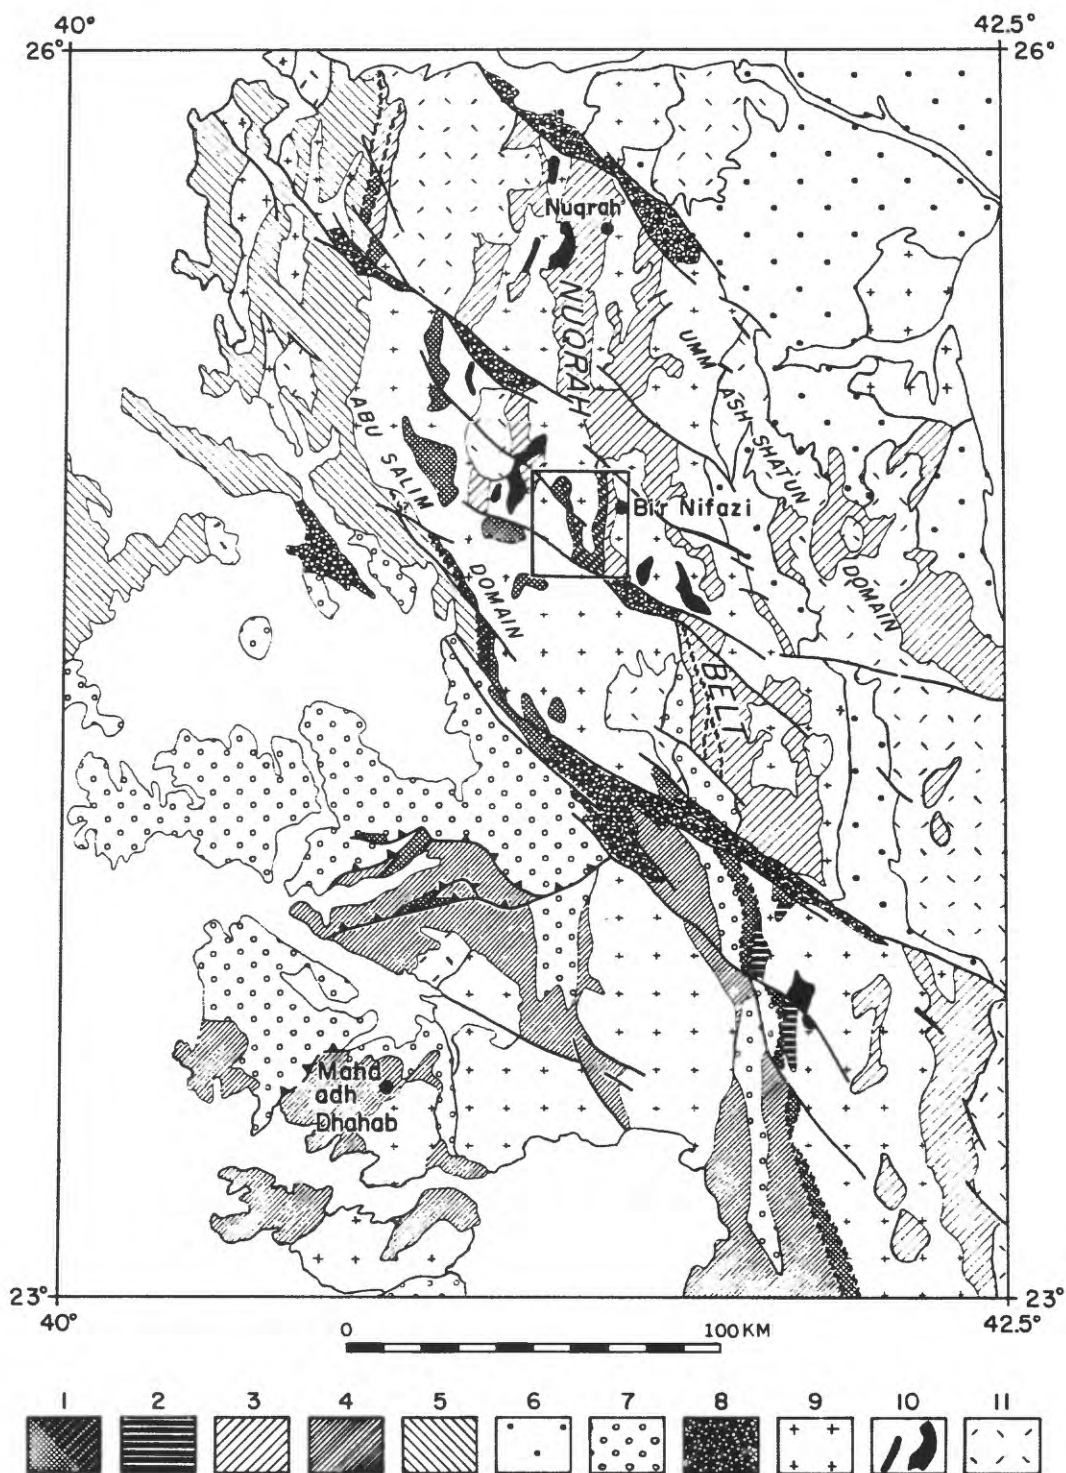 40° 42.5°
26° 26°
Nuqrah
NUQRAH
UMM ASH SHATUN
ABU SALIM
Bi'r Nifazi
DOMAIN
DOMAIN
BELT
Mahd
adh
Dhahab
23° 23°
40° 42.5°
0 100 KM
1 2 3 4 5 6 7 8 9 10 11